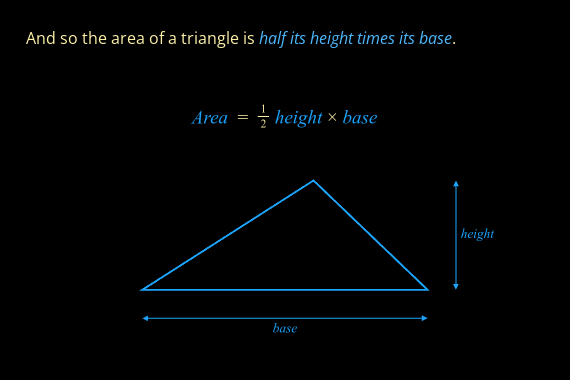 And so the area of a triangle is half its height times its base.
Area = ½ height × base
height
base